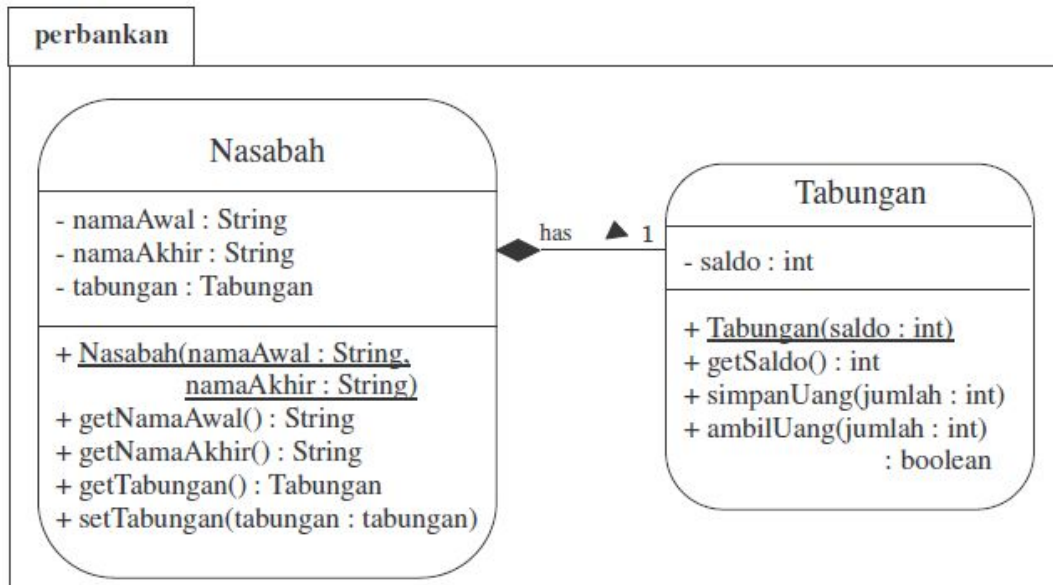 perbankan
Nasabah
- namaAwal : String
- namaAkhir : String
- tabungan : Tabungan
+ Nasabah(namaAwal : String,
namaAkhir : String)
+ getNamaAwal() : String
+ getNamaAkhir() : String
+ getTabungan() : Tabungan
+ setTabungan(tabungan : tabungan)
has 1
Tabungan
- saldo : int
+ Tabungan(saldo : int)
+ getSaldo() : int
+ simpanUang(jumlah : int)
+ ambilUang(jumlah : int)
: boolean